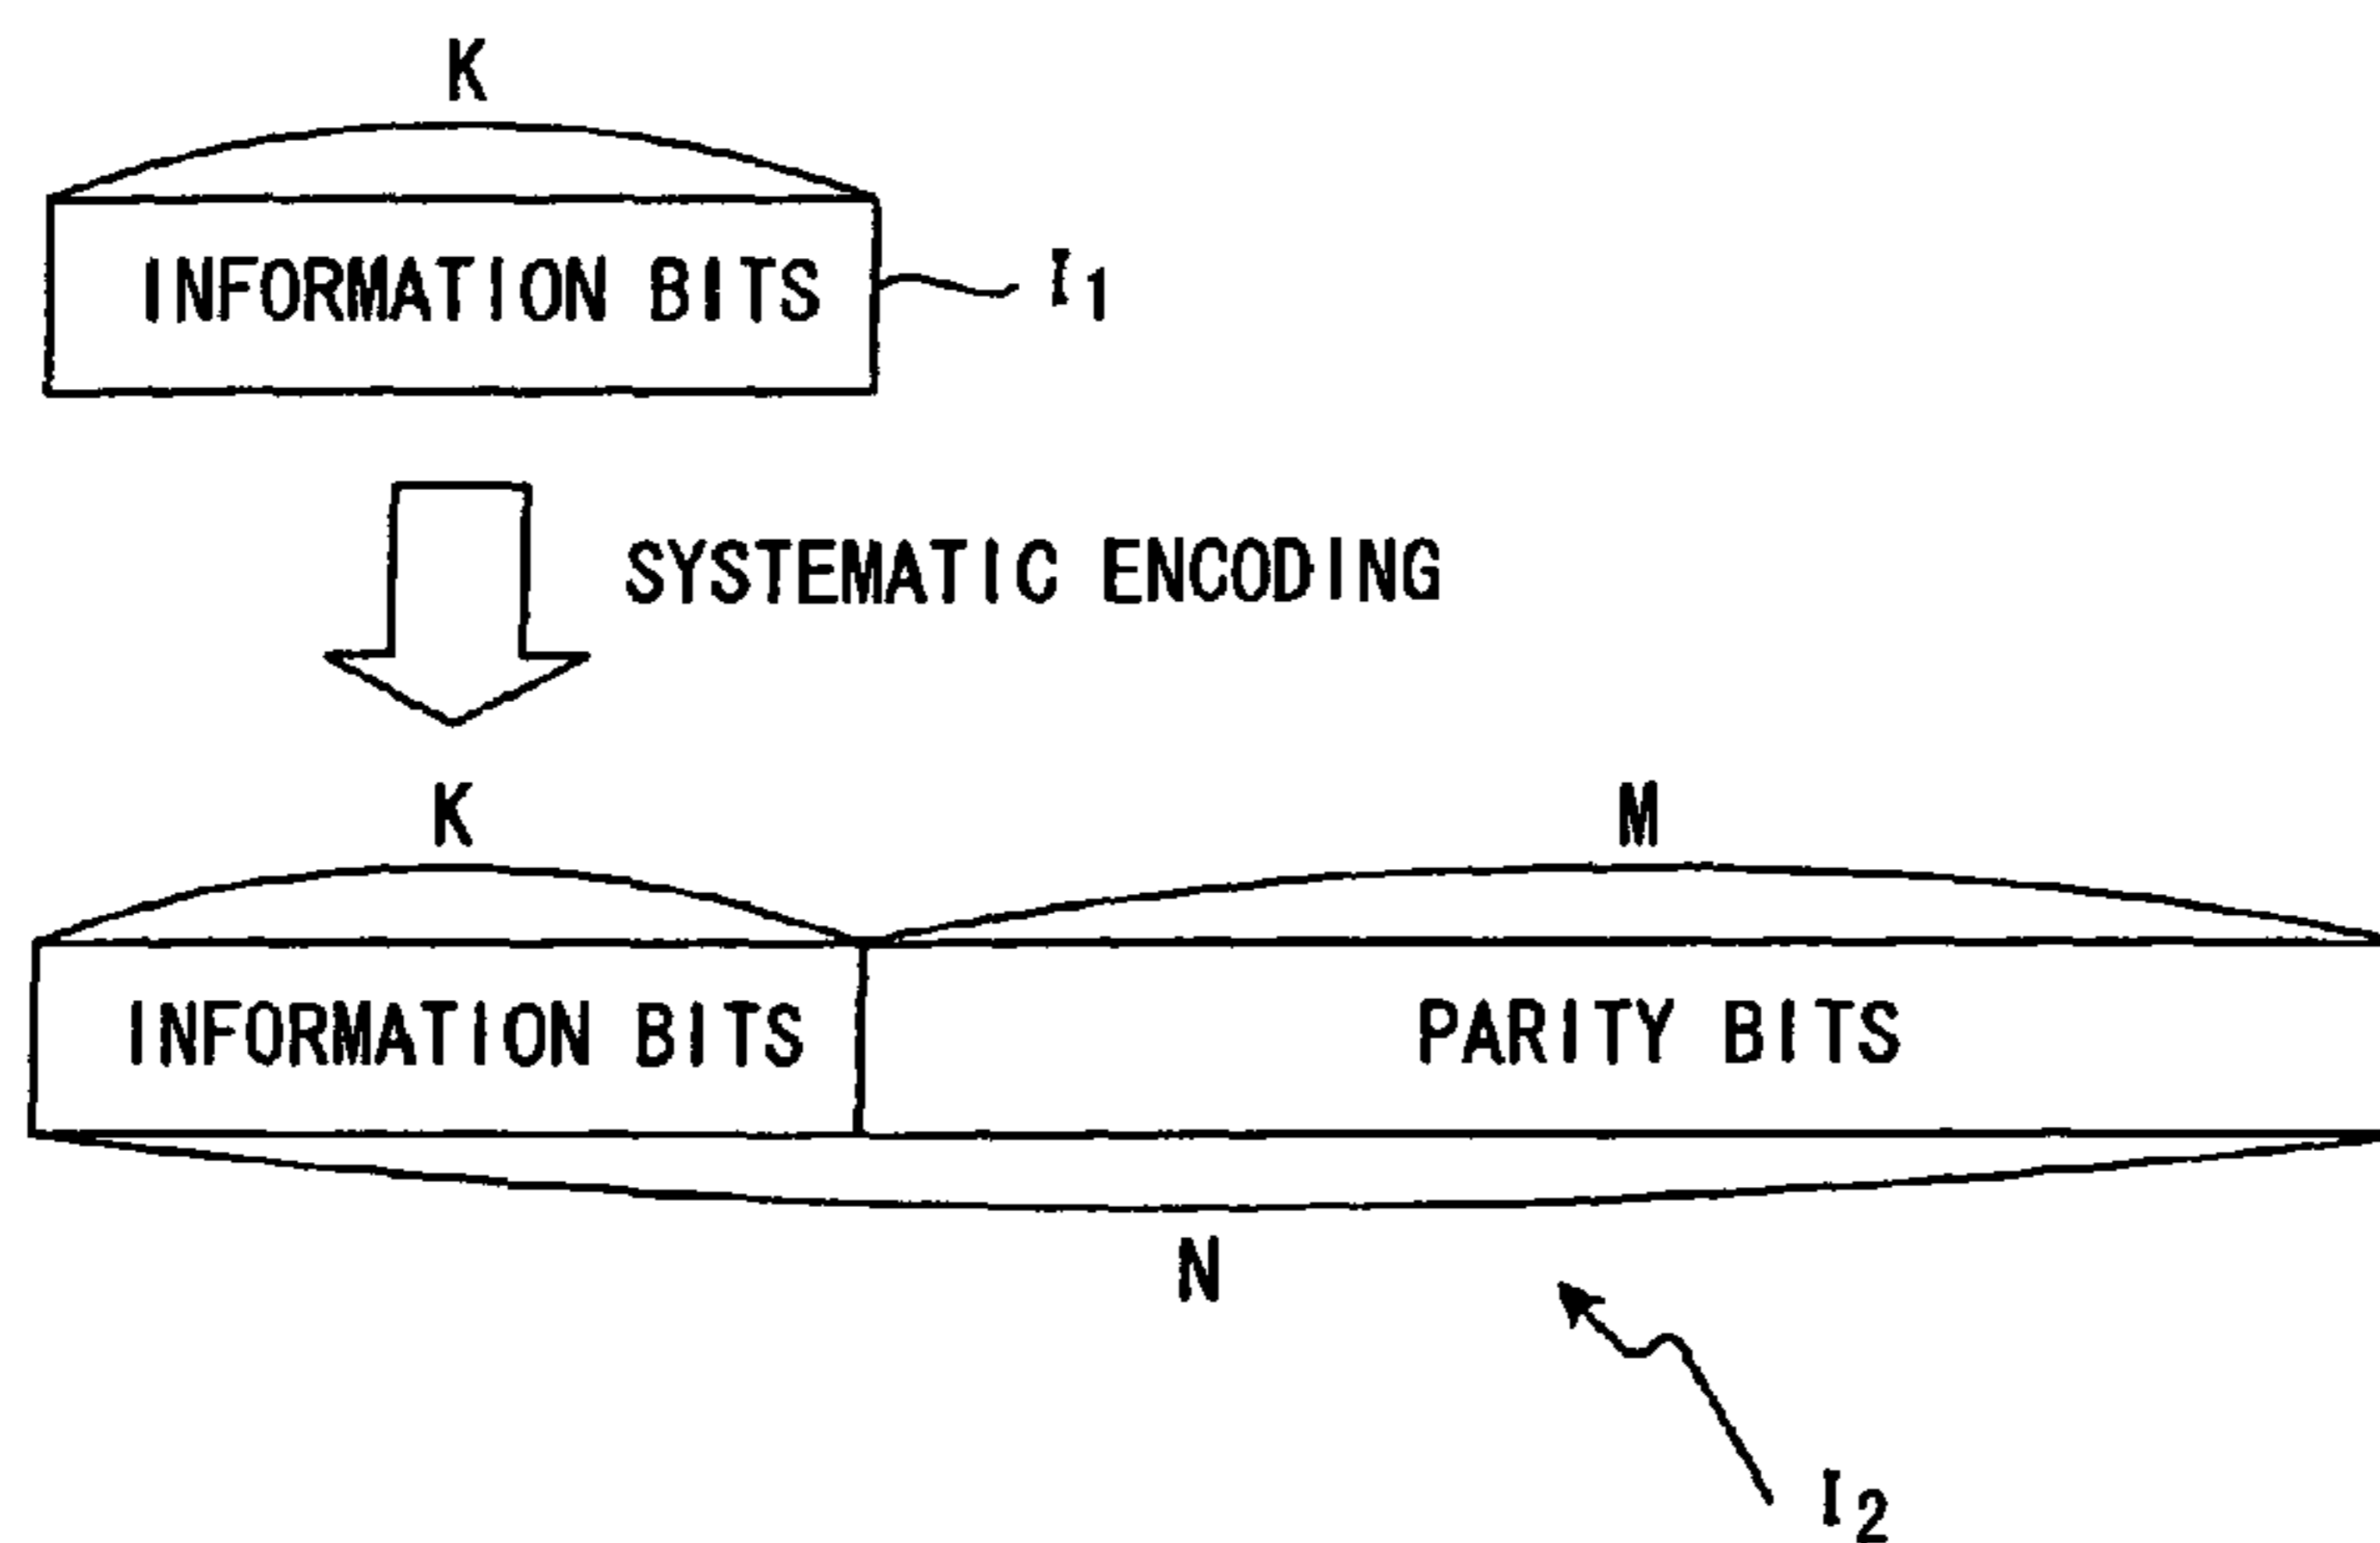 K
INFORMATION BITS I1
SYSTEMATIC ENCODING
K M
INFORMATION BITS PARITY BITS
N
I2